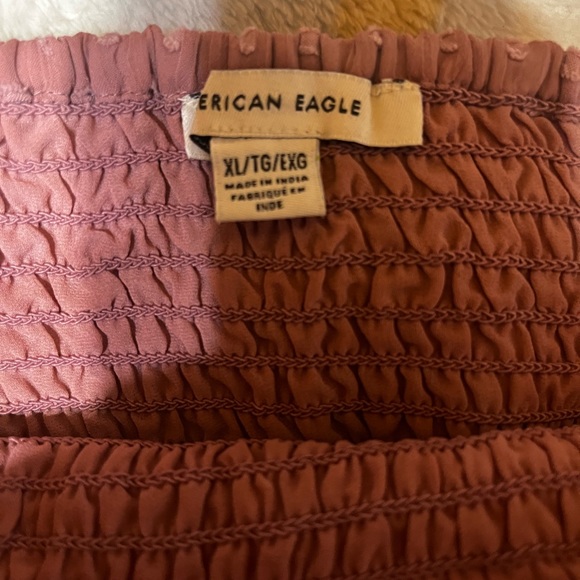 ERICAN EAGLE
XL/TG/EXG
MADE IN INDIA
FABRIQUÉ EN
INDE